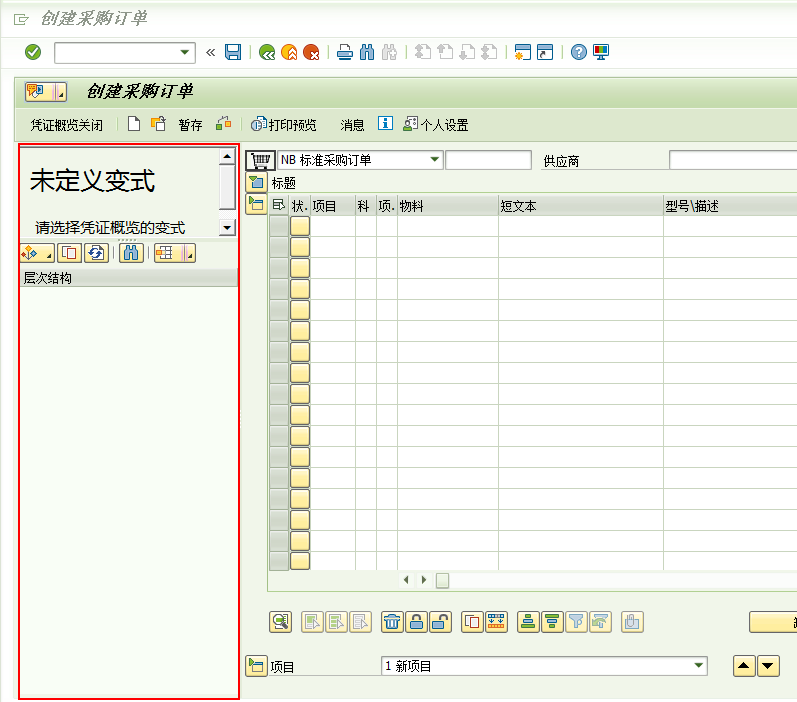 创建采购订单
创建采购订单
凭证概览关闭 暂存 打印预览 消息 个人设置
未定义变式
请选择凭证概览的变式
层次结构
NB 标准采购订单 供应商
标题
状. 项目 科 项. 物料 短文本 型号\描述
项目 1 新项目